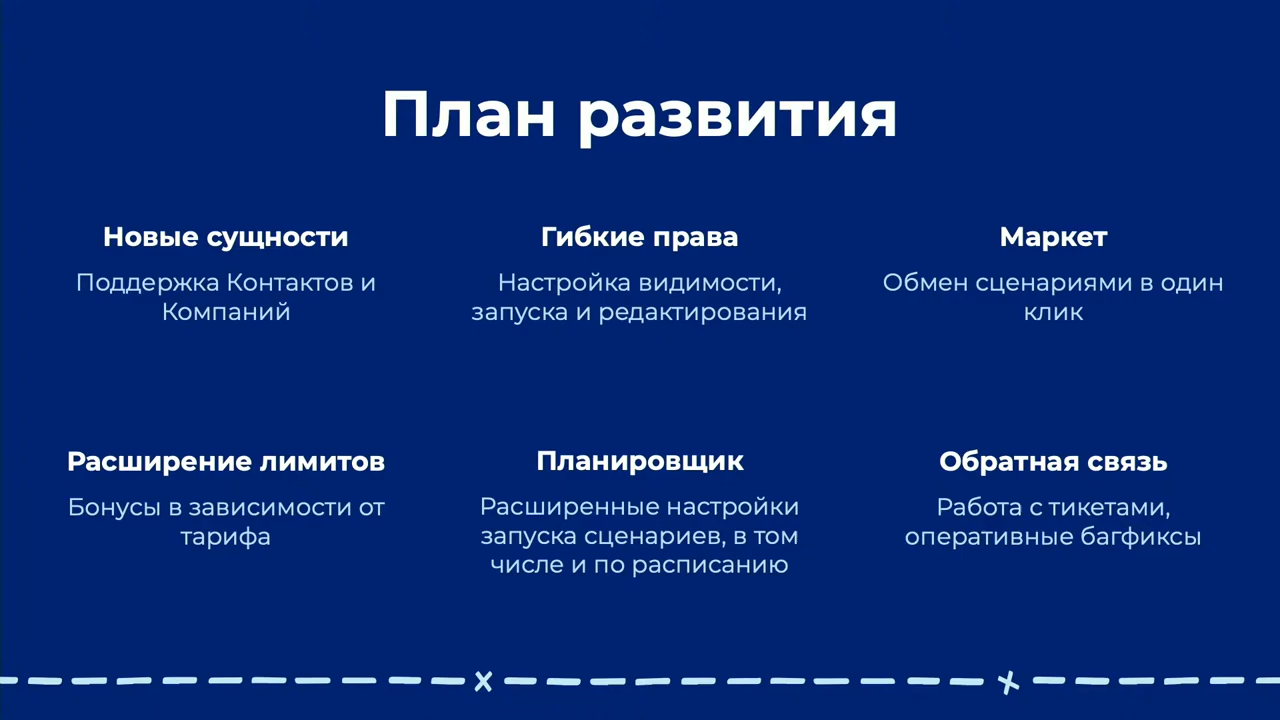 План развития
Новые сущности
Поддержка Контактов и
Компаний
Гибкие права
Настройка видимости,
запуска и редактирования
Маркет
Обмен сценариями в один
клик
Расширение лимитов
Бонусы в зависимости от
тарифа
Планировщик
Расширенные настройки
запуска сценариев, в том
числе и по расписанию
Обратная связь
Работа с тикетами,
оперативные багфиксы